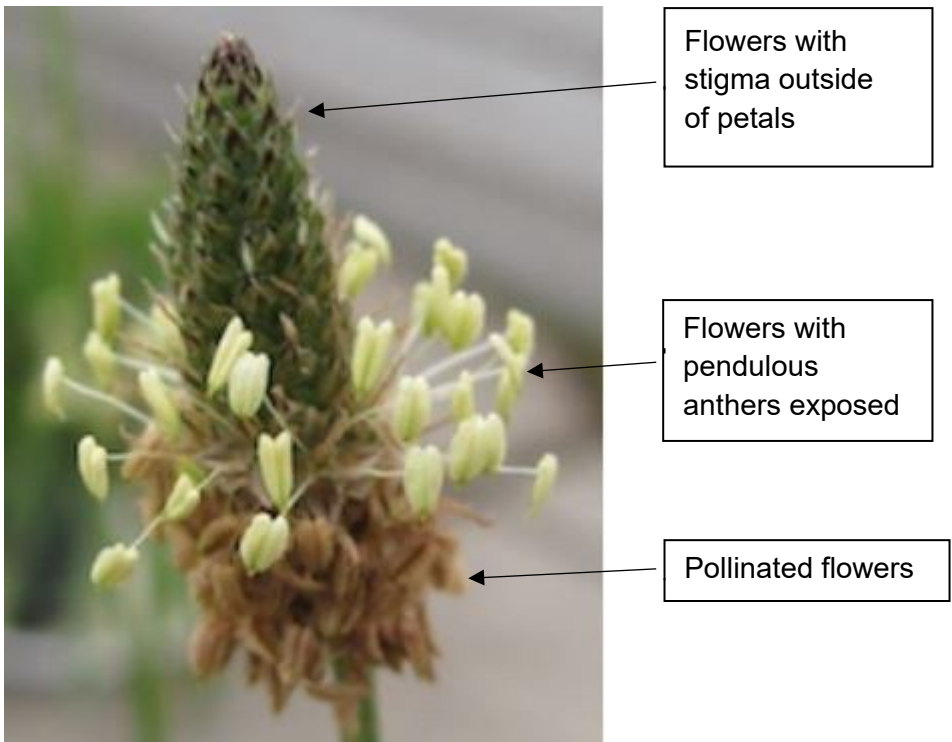 Flowers with
stigma outside
of petals
Flowers with
pendulous
anthers exposed
Pollinated flowers